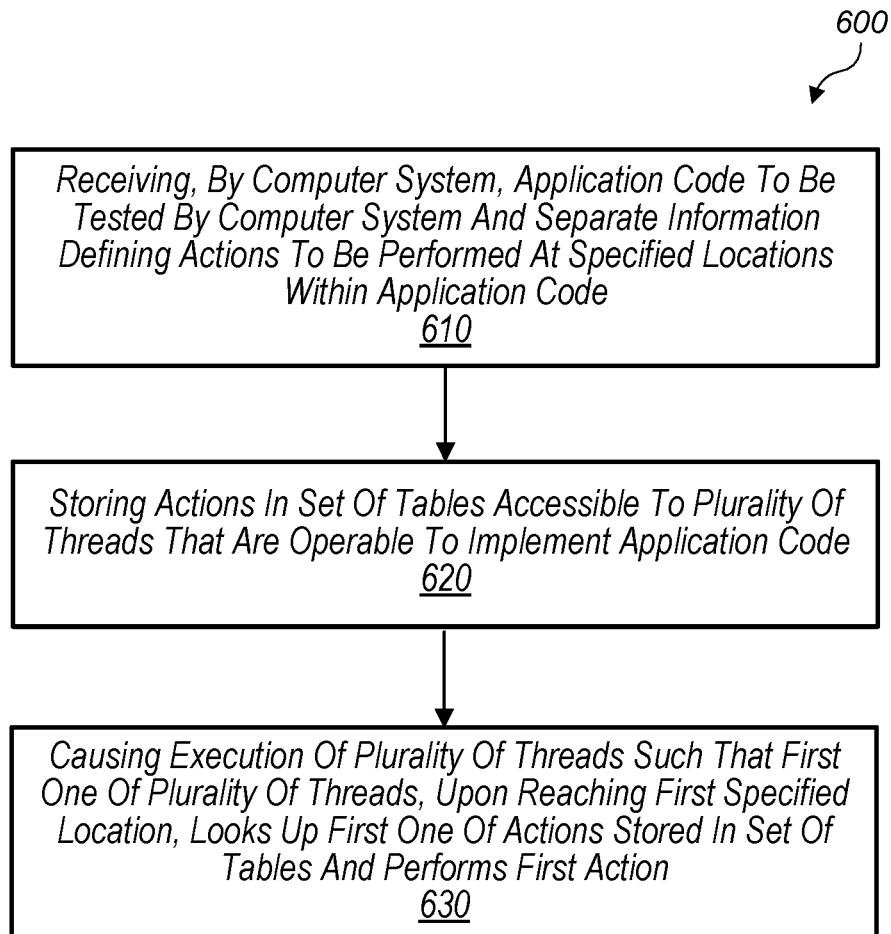 600
Receiving, By Computer System, Application Code To Be
Tested By Computer System And Separate Information
Defining Actions To Be Performed At Specified Locations
Within Application Code
610
Storing Actions In Set Of Tables Accessible To Plurality Of
Threads That Are Operable To Implement Application Code
620
Causing Execution Of Plurality Of Threads Such That First
One Of Plurality Of Threads, Upon Reaching First Specified
Location, Looks Up First One Of Actions Stored In Set Of
Tables And Performs First Action
630